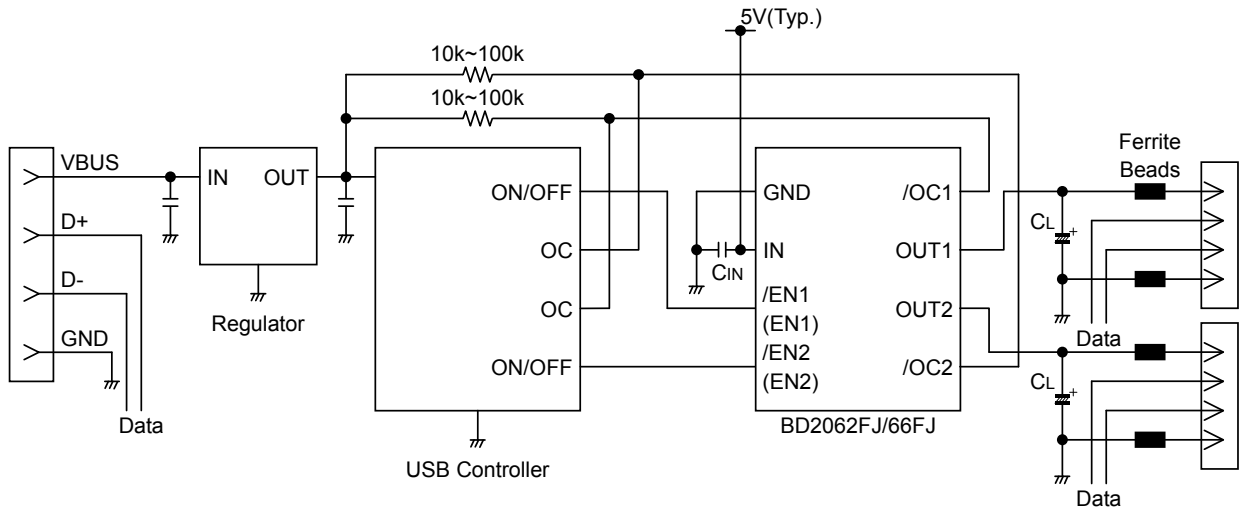 5V(Typ.)
10k~100k
10k~100k
VBUS
D+
D-
GND
Data
IN
OUT
Regulator
ON/OFF
OC
OC
ON/OFF
USB Controller
CIN
GND
IN
/EN1
(EN1)
/EN2
(EN2)
/OC1
OUT1
OUT2
/OC2
BD2062FJ/66FJ
Ferrite
Beads
CL
+
Data
CL
+
Data